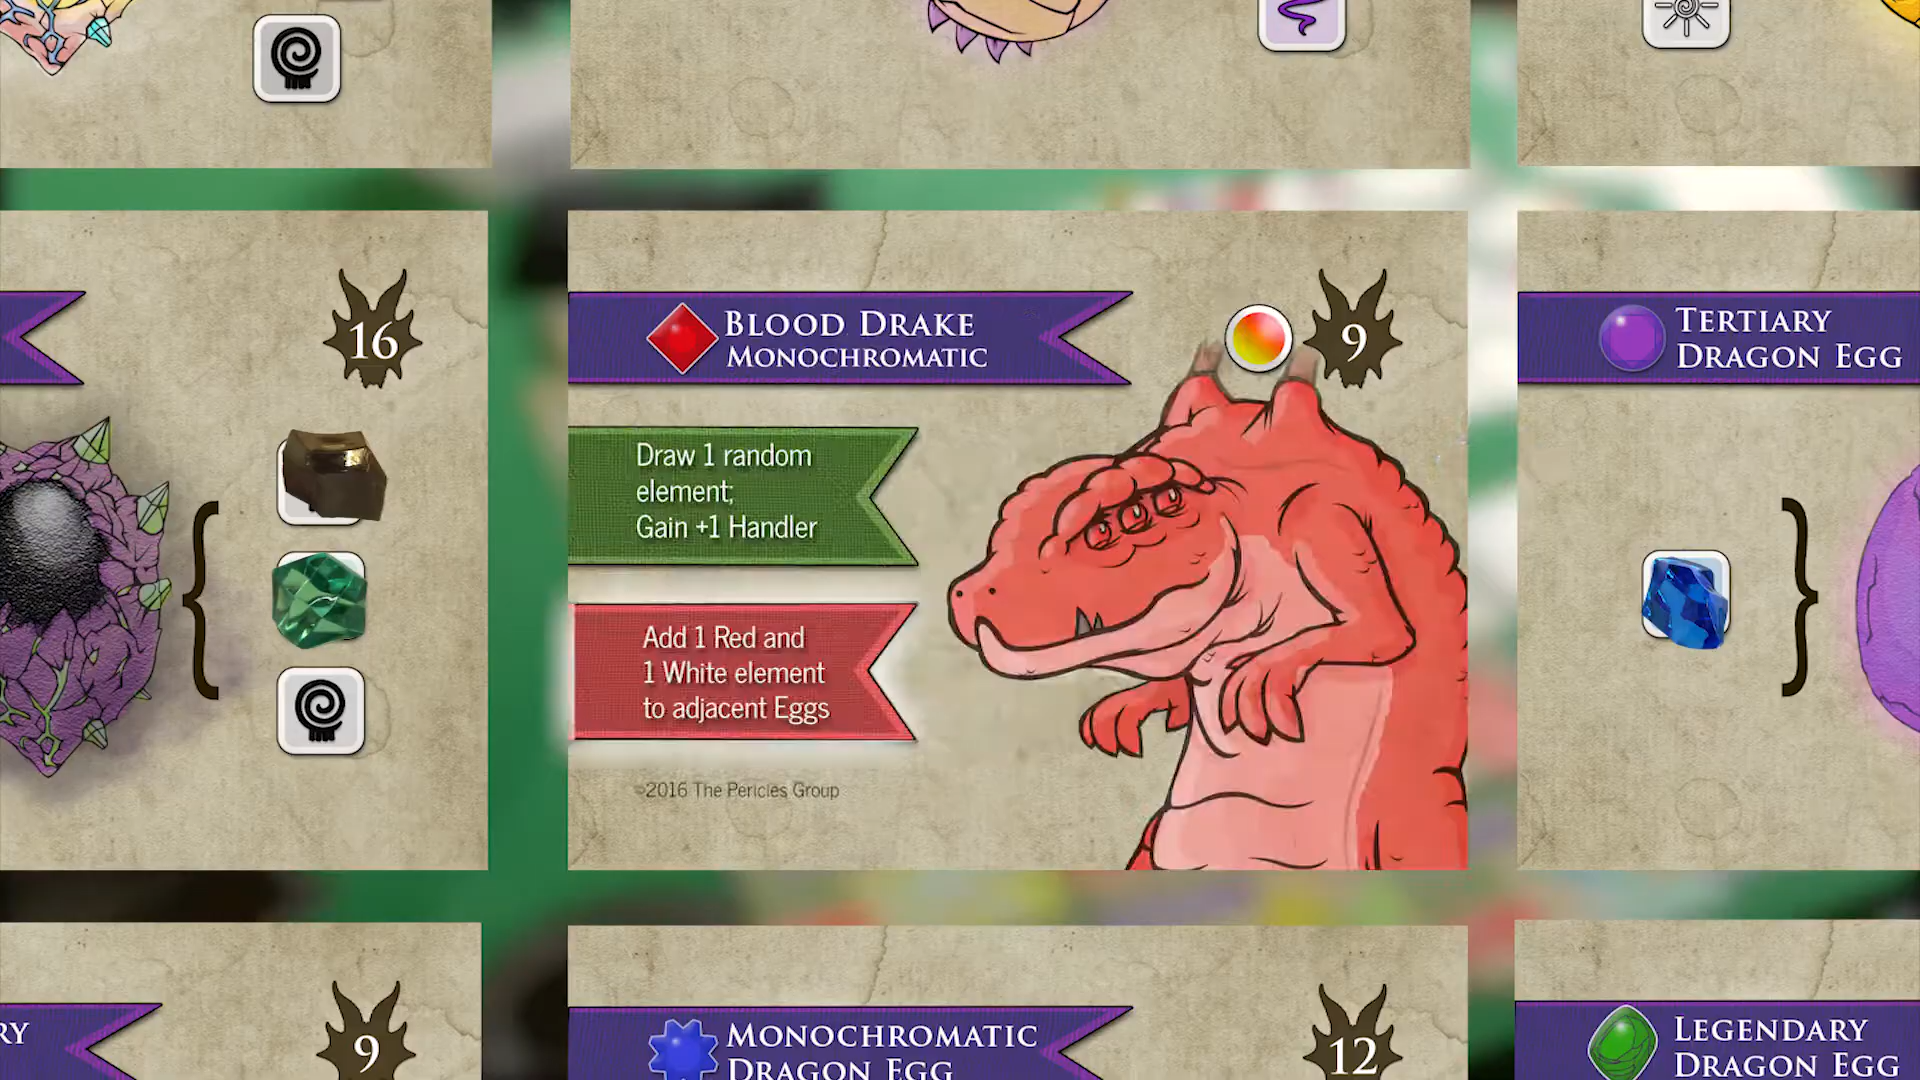 16
BLOOD DRAKE
MONOCHROMATIC
9
Draw 1 random
element;
Gain +1 Handler
Add 1 Red and
1 White element
to adjacent Eggs
©2016 The Pericles Group
TERTIARY
DRAGON EGG
RY
9
MONOCHROMATIC
DRAGON EGG
12
LEGENDARY
DRAGON EGG